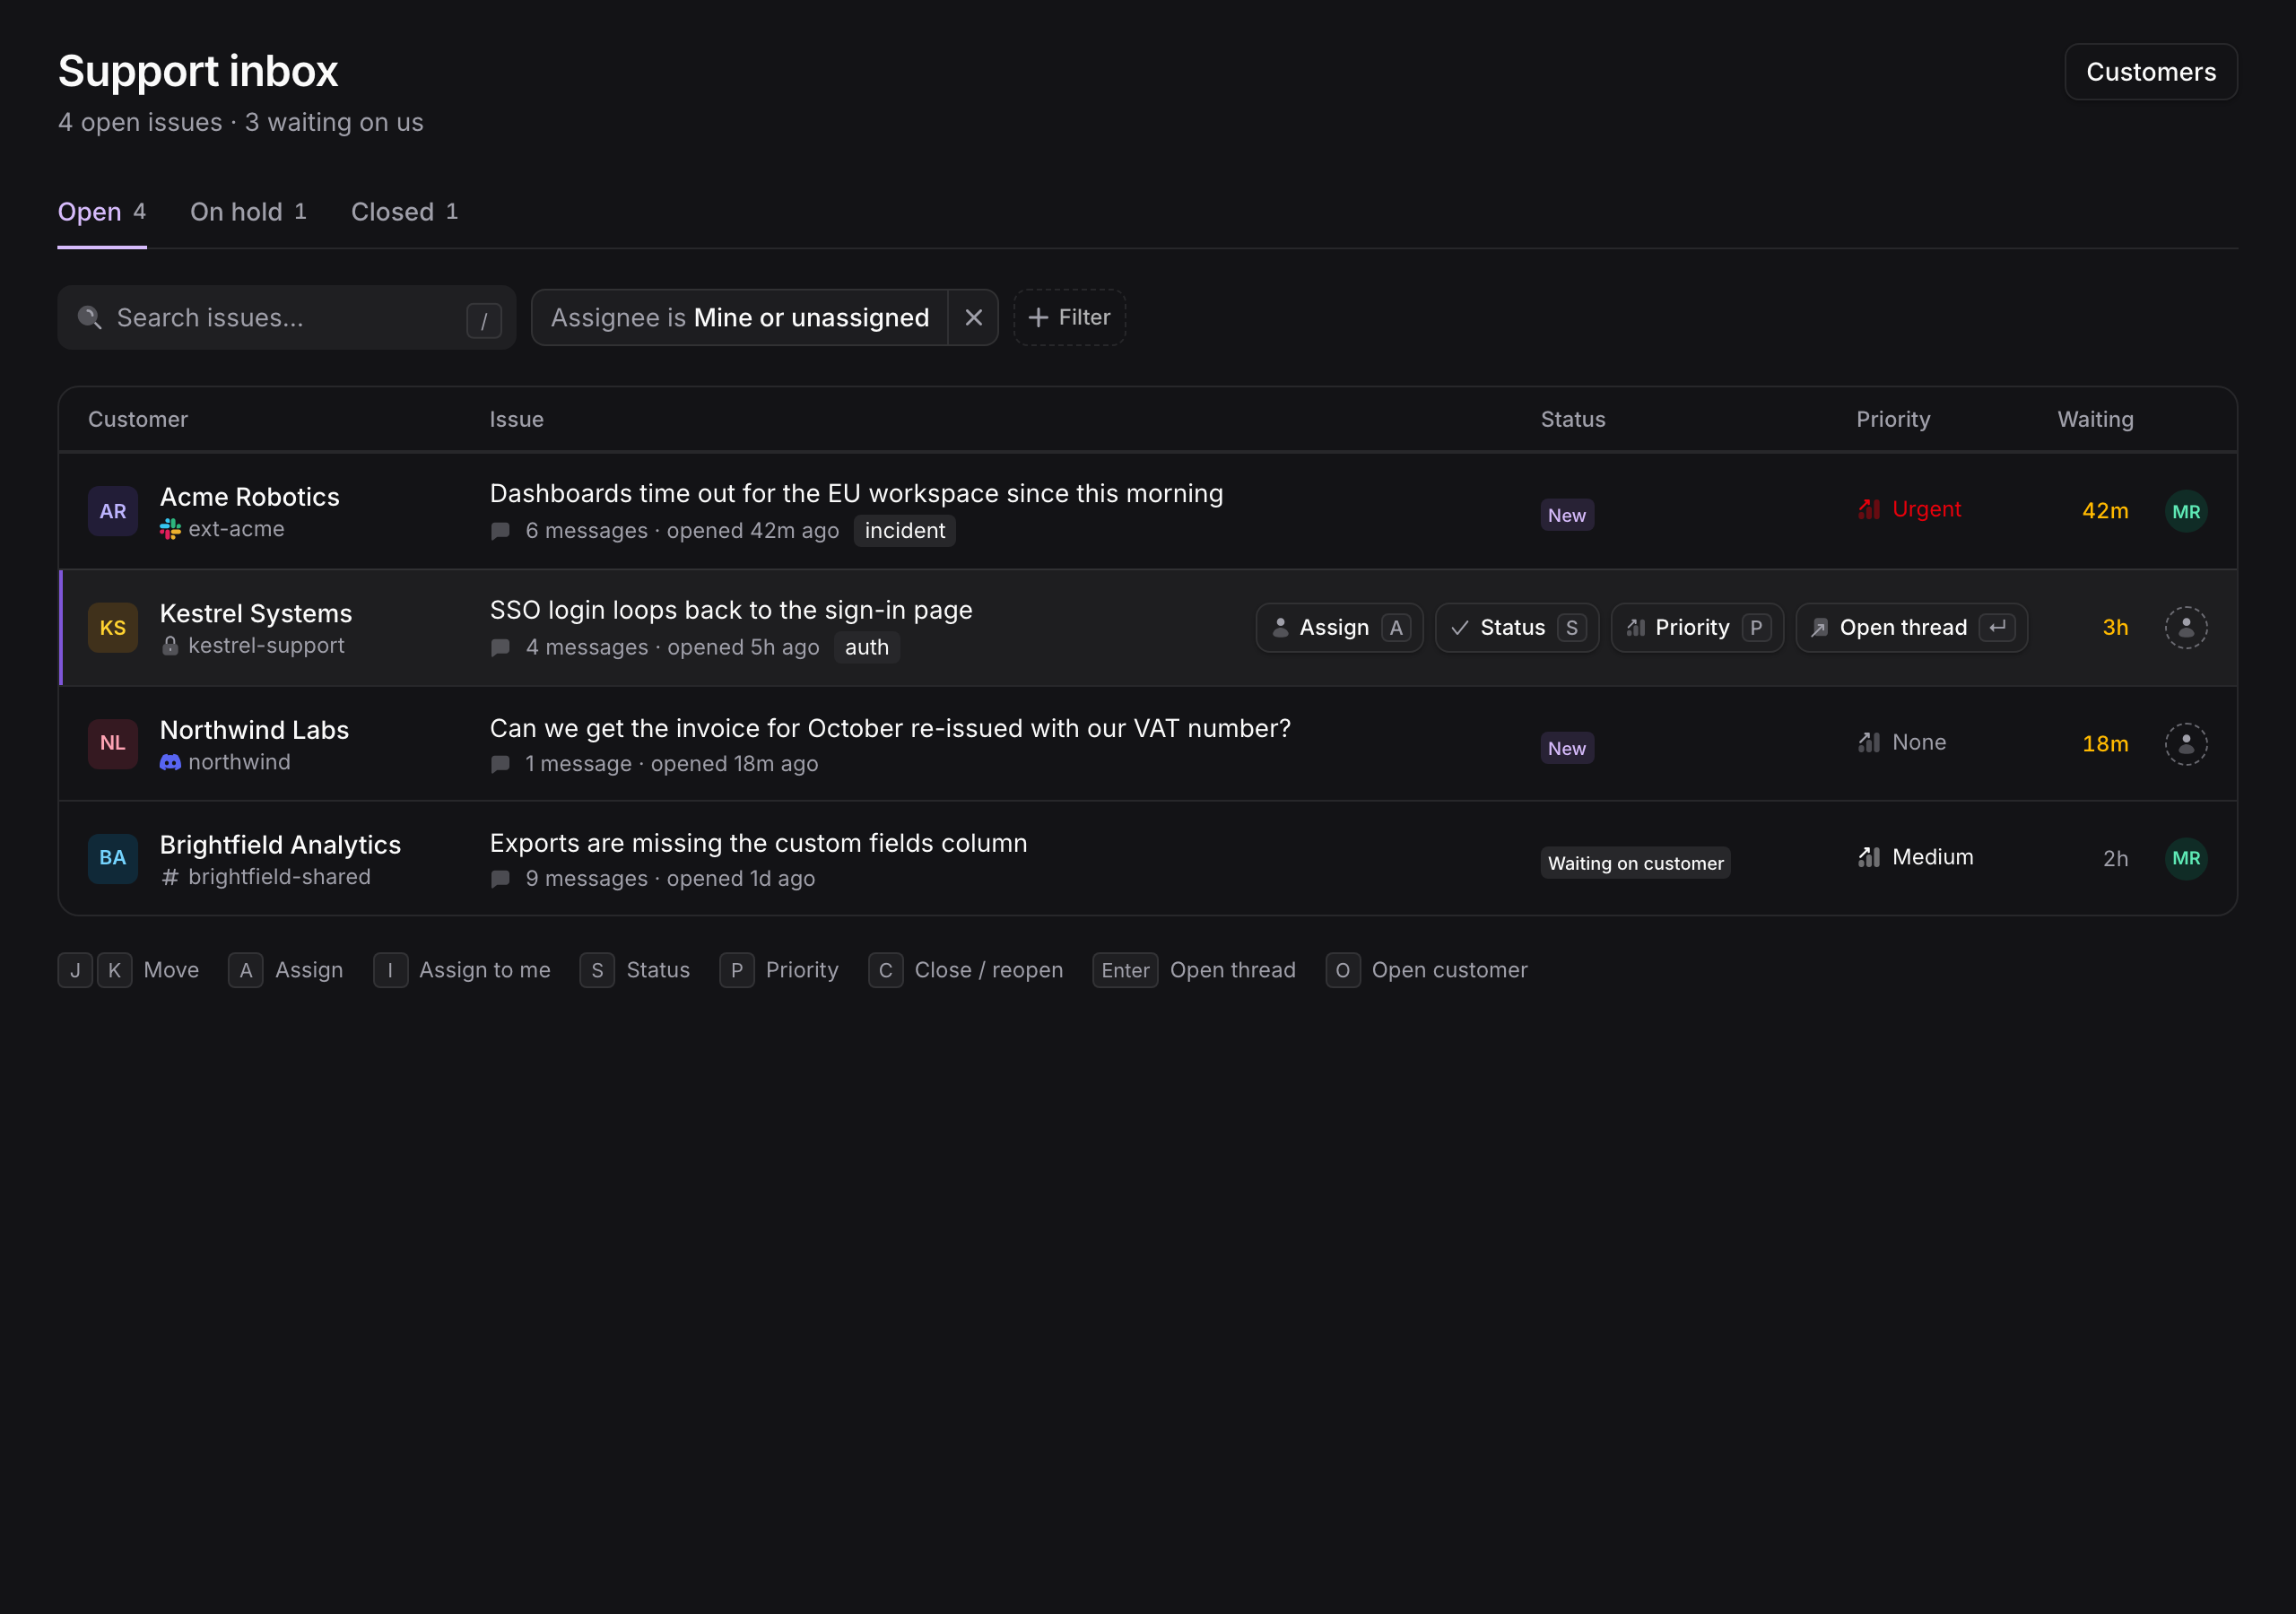 Support inbox
Customers
4 open issues · 3 waiting on us
Open 4 On hold 1 Closed 1
Search issues... / Assignee is Mine or unassigned Filter
Customer Issue Status Priority Waiting
AR Acme Robotics
ext-acme
Dashboards time out for the EU workspace since this morning
6 messages · opened 42m ago incident
New Urgent 42m MR
KS Kestrel Systems
kestrel-support
SSO login loops back to the sign-in page
4 messages · opened 5h ago auth
Assign A Status S Priority P Open thread ↵ 3h
NL Northwind Labs
northwind
Can we get the invoice for October re-issued with our VAT number?
1 message · opened 18m ago
New None 18m
BA Brightfield Analytics
# brightfield-shared
Exports are missing the custom fields column
9 messages · opened 1d ago
Waiting on customer Medium 2h MR
J K Move A Assign I Assign to me S Status P Priority C Close / reopen Enter Open thread O Open customer